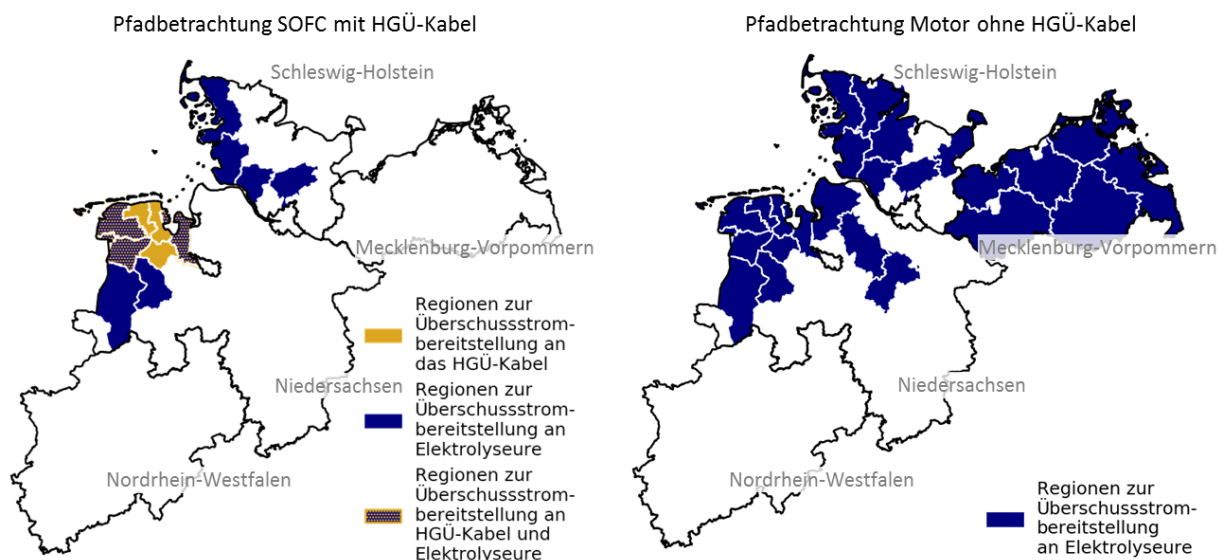 Pfadbetrachtung SOFC mit HGÜ-Kabel
Schleswig-Holstein
Mecklenburg-Vorpommern
Niedersachsen
Nordrhein-Westfalen
Regionen zur
Überschussstrom-
bereitstellung an
das HGÜ-Kabel
Regionen zur
Überschussstrom-
bereitstellung an
Elektrolyseure
Regionen zur
Überschussstrom-
bereitstellung an
HGÜ-Kabel und
Elektrolyseure
Pfadbetrachtung Motor ohne HGÜ-Kabel
Schleswig-Holstein
Mecklenburg-Vorpommern
Niedersachsen
Nordrhein-Westfalen
Regionen zur
Überschussstrom-
bereitstellung
an Elektrolyseure